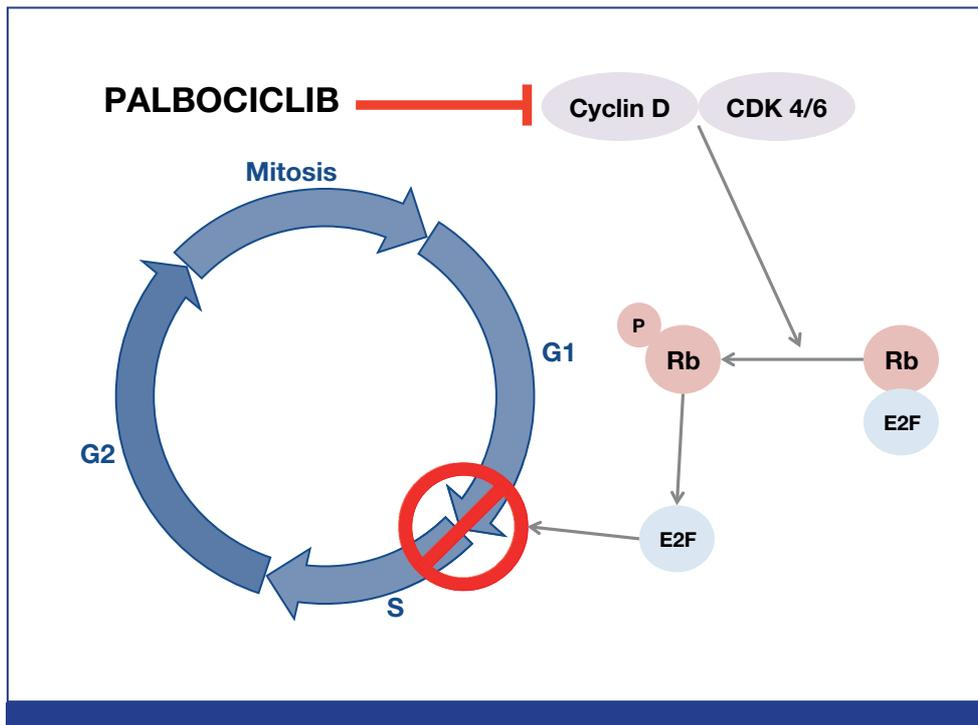 PALBOCICLIB
Cyclin D
CDK 4/6
Mitosis
P
Rb
Rb
G1
E2F
G2
E2F
S